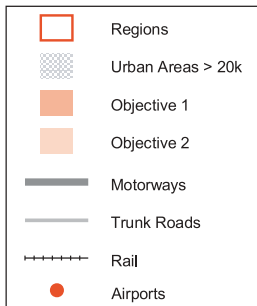 Regions
Urban Areas > 20k
Objective 1
Objective 2
Motorways
Trunk Roads
Rail
Airports